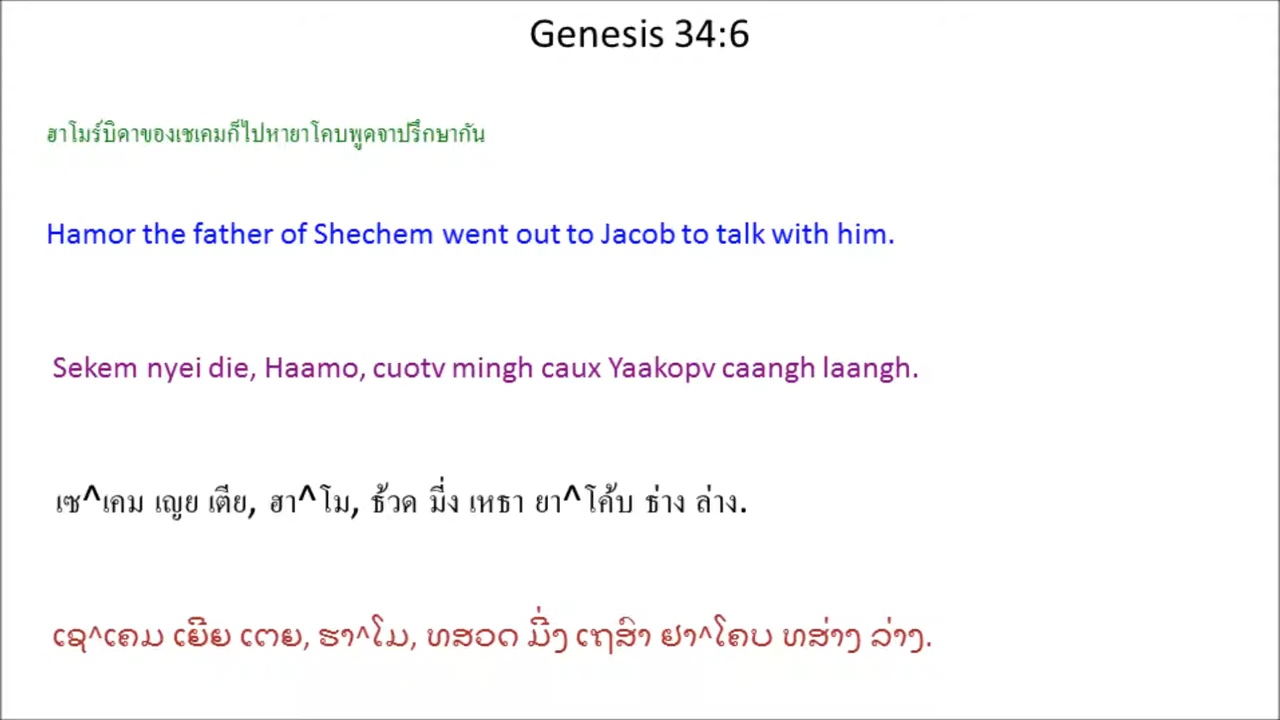 Genesis 34:6
ฮาโมร์บิดาของเชเคมก็ไปหายาโคบพูดจาปรึกษากัน
Hamor the father of Shechem went out to Jacob to talk with him.
Sekem nyei die, Haamo, cuotv mingh caux Yaakopv caangh laangh.
เซ^เคม เญย เตีย, ฮา^โม, ธ้วด มี่ง เหธา ยา^โค้บ ธ่าง ล่าง.
ເຊ^ເຄມ ເຍີຍ ເຕຍ, ຮາ^ໂມ, ທສວດ ມີ່ງ ເຖສົາ ຢາ^ໂຄບ ທສ່າງ ລ່າງ.